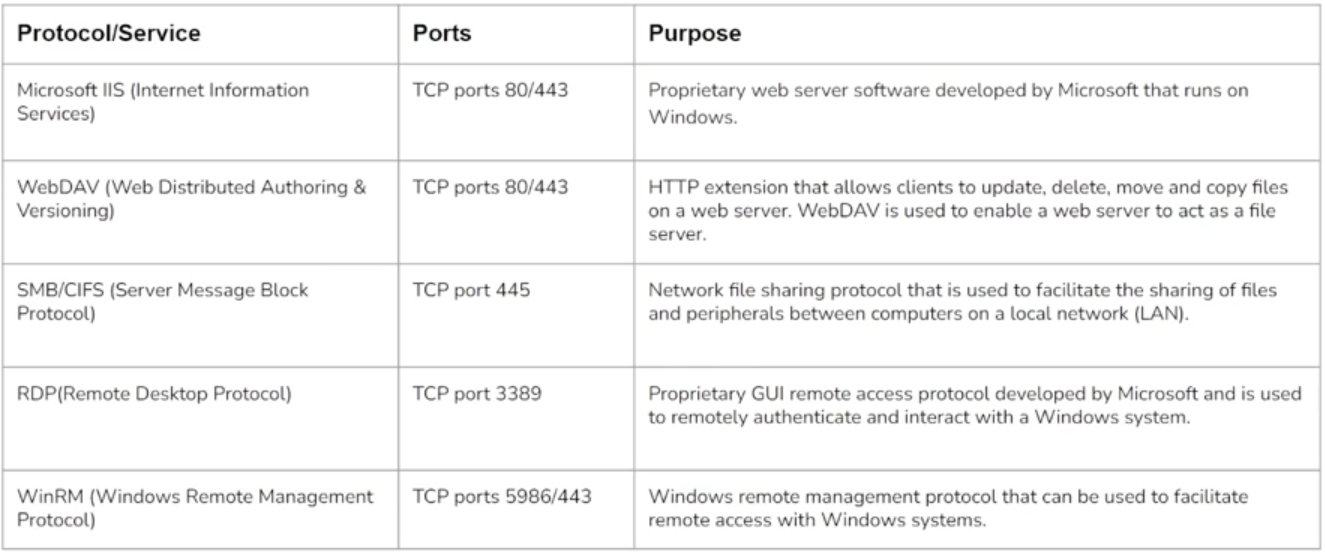 Protocol/Service
Ports
Purpose
Microsoft IIS (Internet Information
Services)
TCP ports 80/443
Proprietary web server software developed by Microsoft that runs on
Windows.
WebDAV (Web Distributed Authoring &
Versioning)
TCP ports 80/443
HTTP extension that allows clients to update, delete, move and copy files
on a web server. WebDAV is used to enable a web server to act as a file
server.
SMB/CIFS (Server Message Block
Protocol)
TCP port 445
Network file sharing protocol that is used to facilitate the sharing of files
and peripherals between computers on a local network (LAN).
RDP(Remote Desktop Protocol)
TCP port 3389
Proprietary GUI remote access protocol developed by Microsoft and is used
to remotely authenticate and interact with a Windows system.
WinRM (Windows Remote Management
Protocol)
TCP ports 5986/443
Windows remote management protocol that can be used to facilitate
remote access with Windows systems.